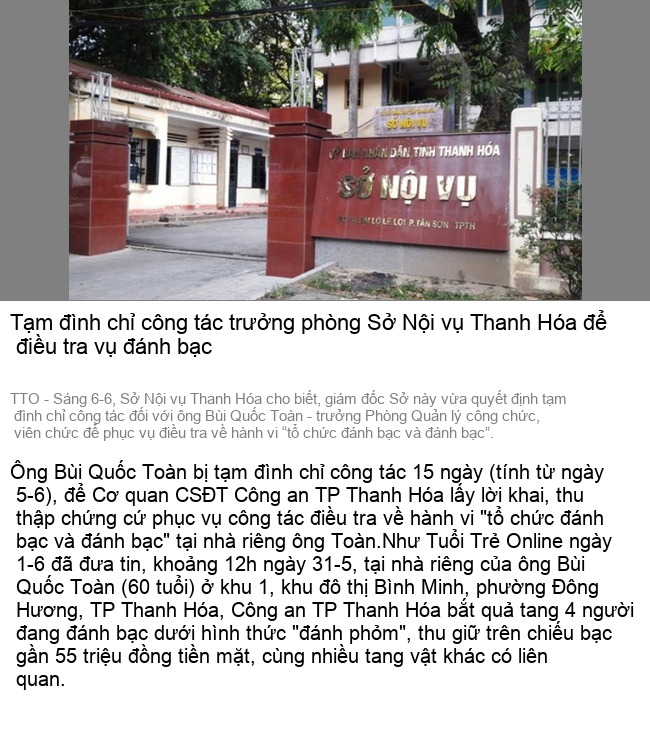 SỞ NỘI VỤ
ỦY BAN NHÂN DÂN TỈNH THANH HÓA
SỞ NỘI VỤ
LÊ LỢI P.TÂN SƠN TPTH
Tạm đình chỉ công tác trưởng phòng Sở Nội vụ Thanh Hóa để
điều tra vụ đánh bạc
TTO - Sáng 6-6, Sở Nội vụ Thanh Hóa cho biết, giám đốc Sở này vừa quyết định tạm
đình chỉ công tác đối với ông Bùi Quốc Toàn - trưởng Phòng Quản lý công chức,
viên chức để phục vụ điều tra về hành vi “tổ chức đánh bạc và đánh bạc”.
Ông Bùi Quốc Toàn bị tạm đình chỉ công tác 15 ngày (tính từ ngày
5-6), để Cơ quan CSĐT Công an TP Thanh Hóa lấy lời khai, thu
thập chứng cứ phục vụ công tác điều tra về hành vi "tổ chức đánh
bạc và đánh bạc" tại nhà riêng ông Toàn.Như Tuổi Trẻ Online ngày
1-6 đã đưa tin, khoảng 12h ngày 31-5, tại nhà riêng của ông Bùi
Quốc Toàn (60 tuổi) ở khu 1, khu đô thị Bình Minh, phường Đông
Hương, TP Thanh Hóa, Công an TP Thanh Hóa bắt quả tang 4 người
đang đánh bạc dưới hình thức "đánh phỏm", thu giữ trên chiếu bạc
gần 55 triệu đồng tiền mặt, cùng nhiều tang vật khác có liên
quan.